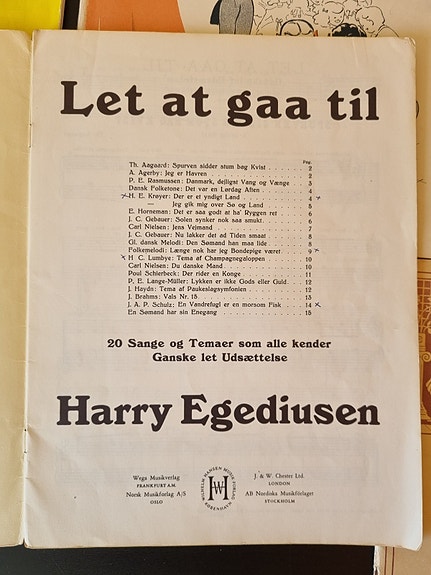 Let at gaa til
Pag.
Th. Aagaard: Spurven sidder stum bag Kvist 2
A. Agerby: Jeg er Havren 2
P. E. Rasmussen: Danmark, dejligst Vang og Vænge 3
Dansk Folketone: Det var en Lørdag Aften 4
H. E. Krøyer: Der er et yndigt Land 4
— Jeg gik mig over Sø og Land 5
E. Horneman: Det er saa godt at ha' Ryggen ret 6
J. C. Gebauer: Solen synker nok saa smukt 6
Carl Nielsen: Jens Vejmand 7
J. C. Gebauer: Nu lakker det ad Tiden smaat 8
Gl. dansk Melodi: Den Sømand han maa lide 8
Folkemelodi: Længe nok har jeg Bondepige været 9
H C. Lumbye: Tema af Champagnegaloppen 10
Carl Nielsen: Du danske Mand 10
Poul Schierbeck: Der rider en Konge 11
P. E. Lange-Müller: Lykken er ikke Gods eller Guld 12
J. Haydn: Tema af Paukeslagsymfonien 12
J. Brahms: Vals Nr. 15 13
J. A. P. Schulz: En Vandrefugl er en morsom Fisk 14
En Sømand har sin Enegang 15
20 Sange og Temaer som alle kender
Ganske let Udsættelse
Harry Egediusen
Wega Musikverlag
FRANKFURT A.M.
Norsk Musikforlag A/S
OSLO
WILHELM HANSEN MUSIK-FORLAG
WH
KØBENHAVN
J. & W. Chester Ltd.
LONDON
AB Nordiska Musikförlaget
STOCKHOLM